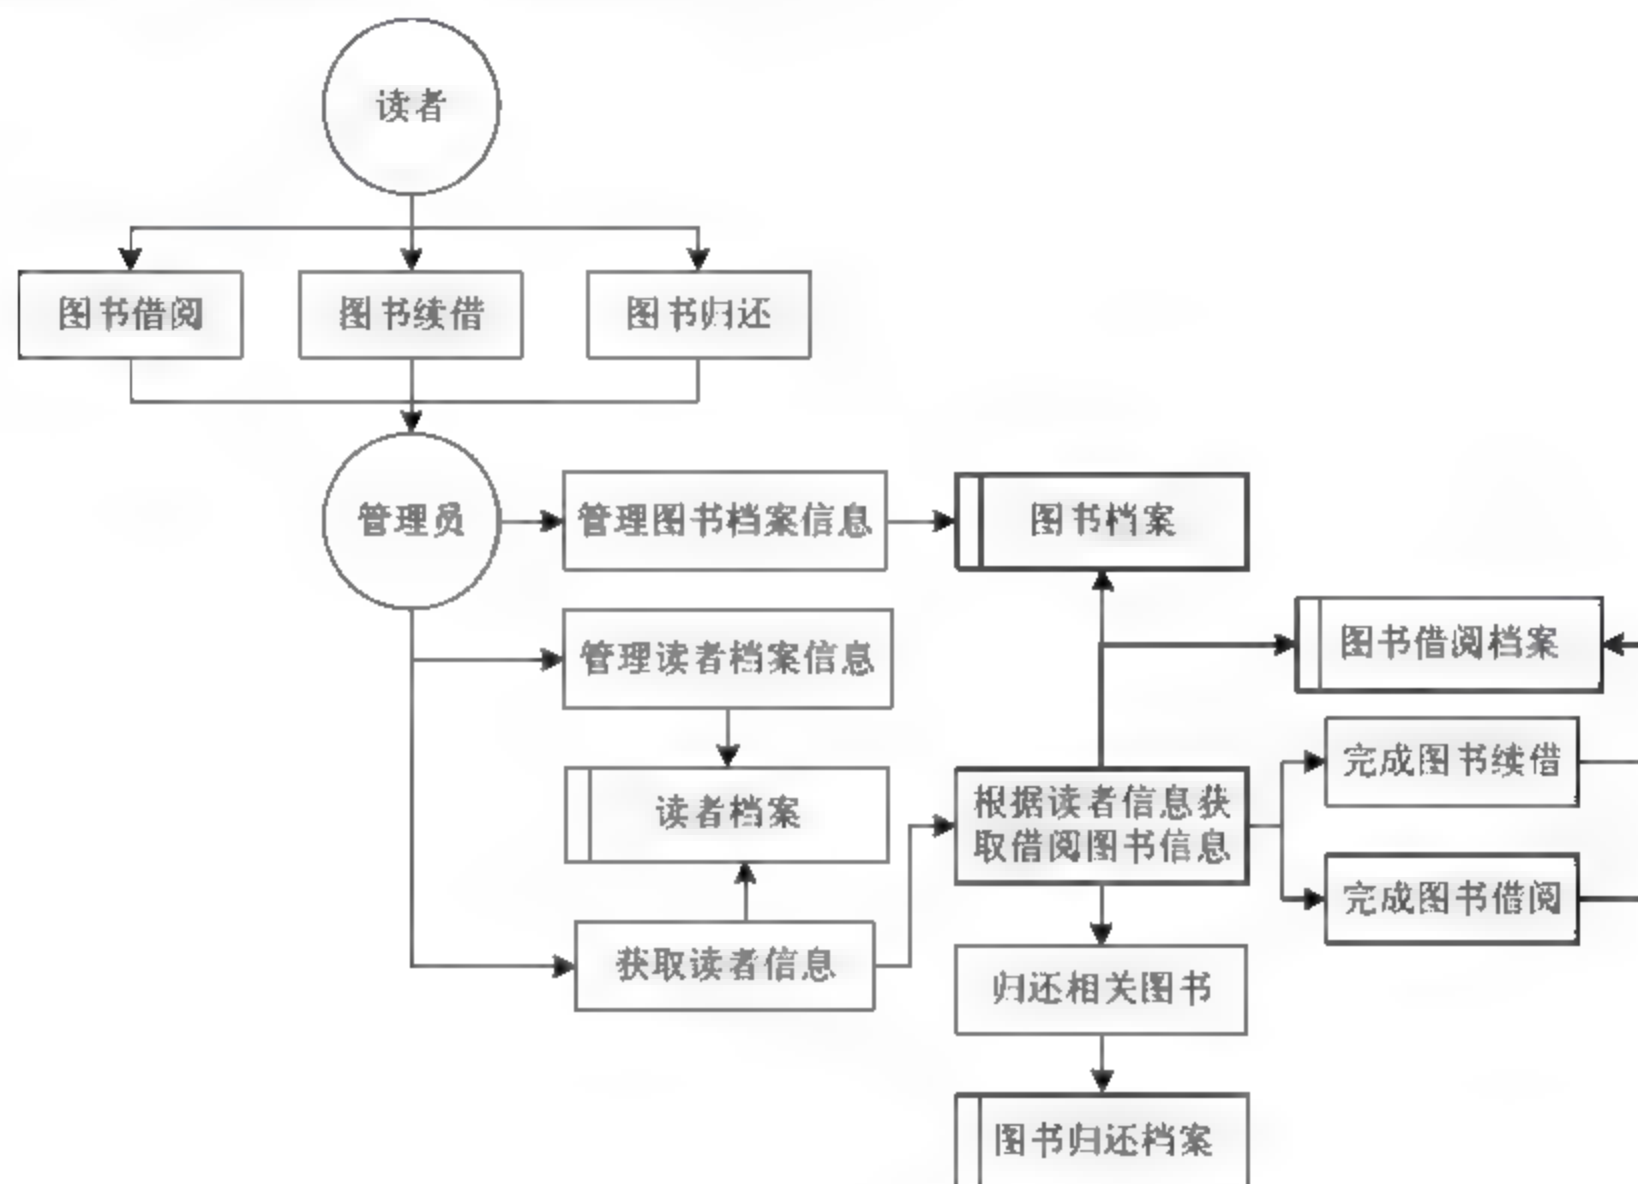 读者
图书借阅
图书续借
图书归还
管理员
管理图书档案信息
图书档案
管理读者档案信息
图书借阅档案
读者档案
根据读者信息获
取借阅图书信息
完成图书续借
完成图书借阅
获取读者信息
归还相关图书
图书归还档案